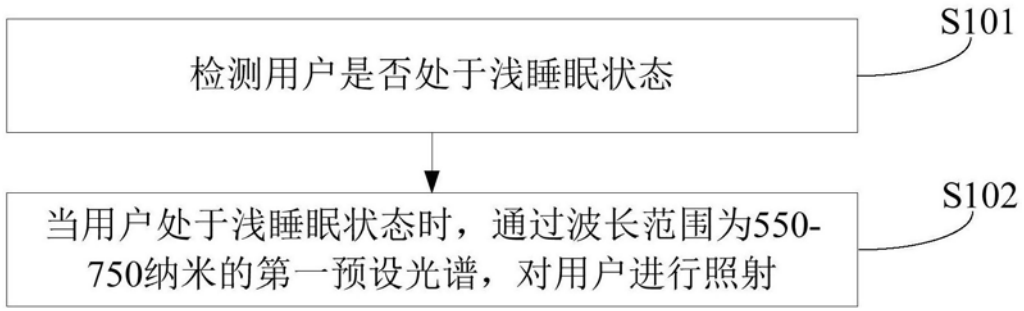 S101
检测用户是否处于浅睡眠状态
S102
当用户处于浅睡眠状态时，通过波长范围为550-
750纳米的第一预设光谱，对用户进行照射